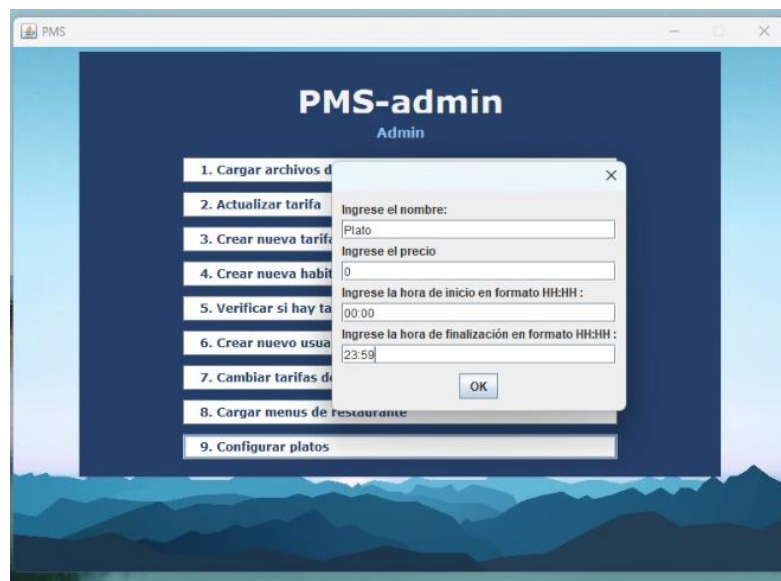 PMS
PMS-admin
Admin
1. Cargar archivos d
2. Actualizar tarifa
3. Crear nueva tarifa
4. Crear nueva habit
5. Verificar si hay ta
6. Crear nuevo usua
7. Cambiar tarifas de
8. Cargar menus de restaurante
9. Configurar platos
Ingrese el nombre:
Plato
Ingrese el precio
0
Ingrese la hora de inicio en formato HH:HH :
00:00
Ingrese la hora de finalización en formato HH:HH :
23:59
OK